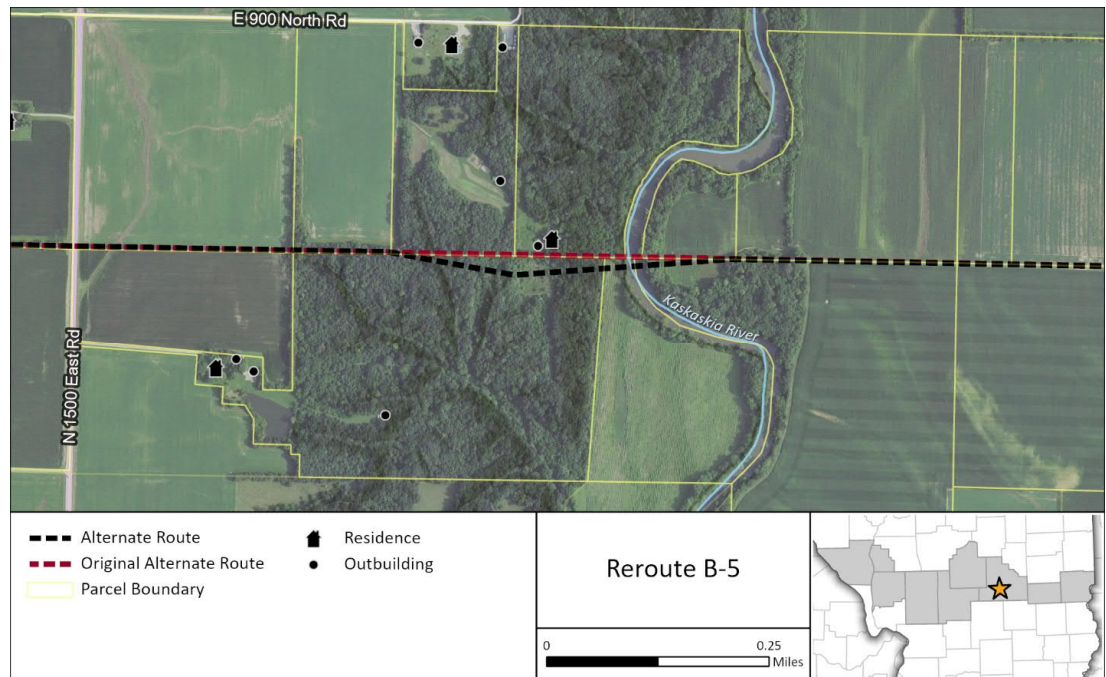 E 900 North Rd
N 1500 East Rd
Kaskaskia River
Alternate Route
Original Alternate Route
Parcel Boundary
Residence
Outbuilding
Reroute B-5
0 0.25
Miles